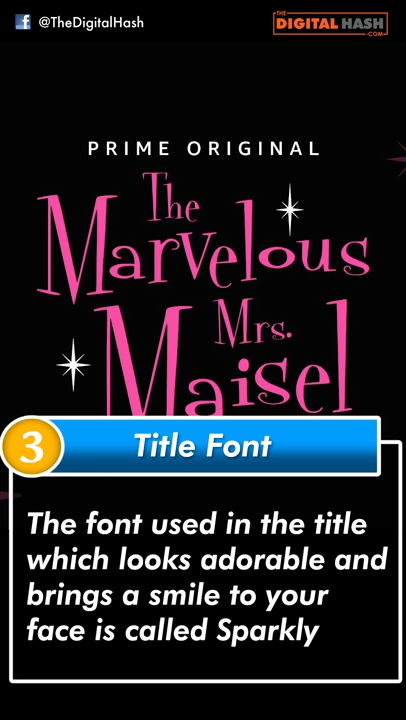 @TheDigitalHash
THE
DIGITAL HASH
.COM
PRIME ORIGINAL
The
Marvelous
Mrs.
Maisel
3
Title Font
The font used in the title
which looks adorable and
brings a smile to your
face is called Sparkly